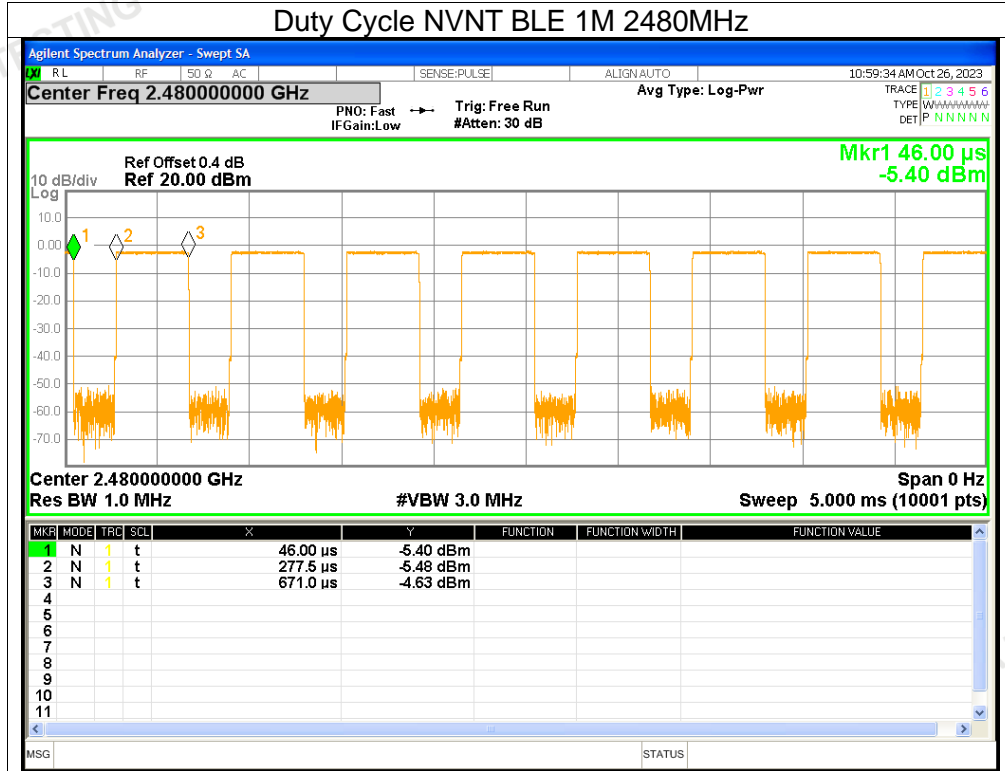 TESTING
Duty Cycle NVNT BLE 1M 2480MHz
Agilent Spectrum Analyzer - Swept SA
LXI RL RF 50 Ω AC SENSE:PULSE ALIGNAUTO 10:59:34 AM Oct 26, 2023
Center Freq 2.480000000 GHz Avg Type: Log-Pwr TRACE 1 2 3 4 5 6
PNO: Fast Trig: Free Run TYPE W
IFGain:Low #Atten: 30 dB DET P N N N N N
Mkr1 46.00 µs
Ref Offset 0.4 dB
10 dB/div Ref 20.00 dBm -5.40 dBm
Log
10.0
1 2 3
0.00
-10.0
-20.0
-30.0
-40.0
-50.0
-60.0
-70.0
Center 2.480000000 GHz Span 0 Hz
Res BW 1.0 MHz #VBW 3.0 MHz Sweep 5.000 ms (10001 pts)
MKR MODE TRC SCL X Y FUNCTION FUNCTION WIDTH FUNCTION VALUE
1 N 1 t 46.00 µs -5.40 dBm
2 N 1 t 277.5 µs -5.48 dBm
3 N 1 t 671.0 µs -4.63 dBm
4
5
6
7
8
9
10
11
MSG STATUS